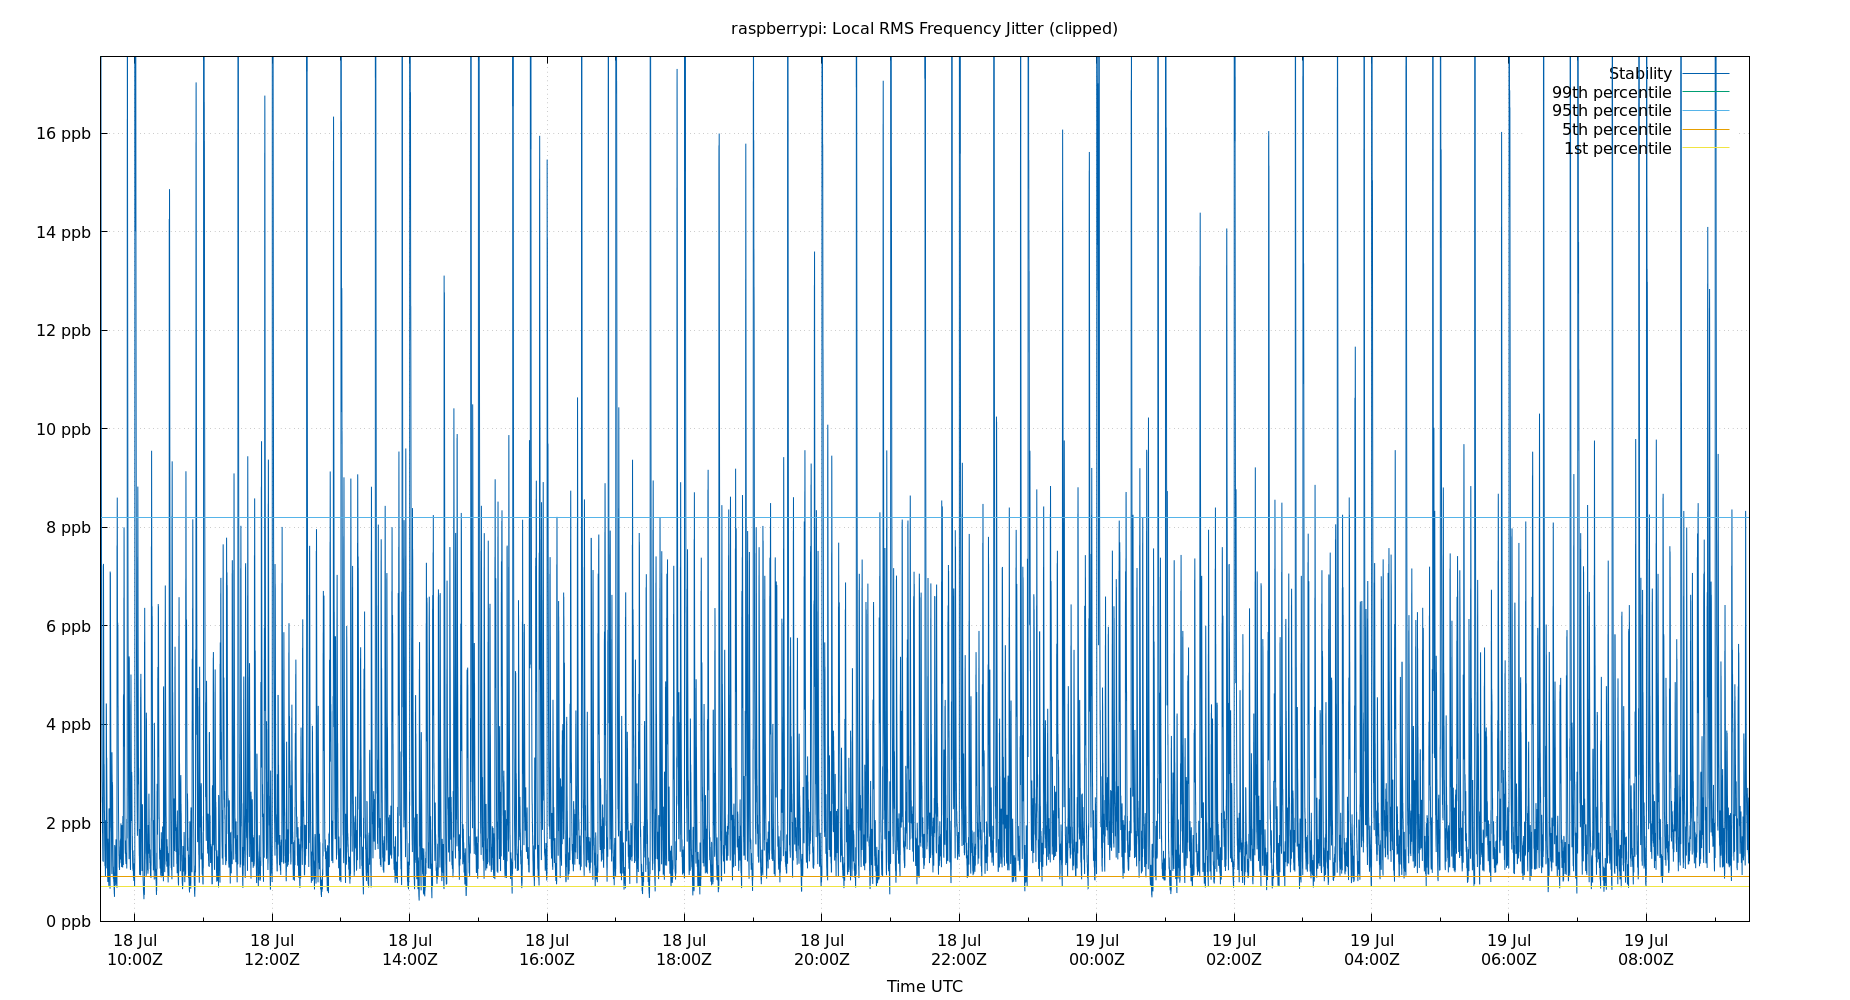 raspberrypi: Local RMS Frequency Jitter (clipped)
Stability
99th percentile
95th percentile
5th percentile
1st percentile
16 ppb
14 ppb
12 ppb
10 ppb
8 ppb
6 ppb
4 ppb
2 ppb
0 ppb
18 Jul 18 Jul 18 Jul 18 Jul 18 Jul 18 Jul 18 Jul 19 Jul 19 Jul 19 Jul 19 Jul 19 Jul
10:00Z 12:00Z 14:00Z 16:00Z 18:00Z 20:00Z 22:00Z 00:00Z 02:00Z 04:00Z 06:00Z 08:00Z
Time UTC